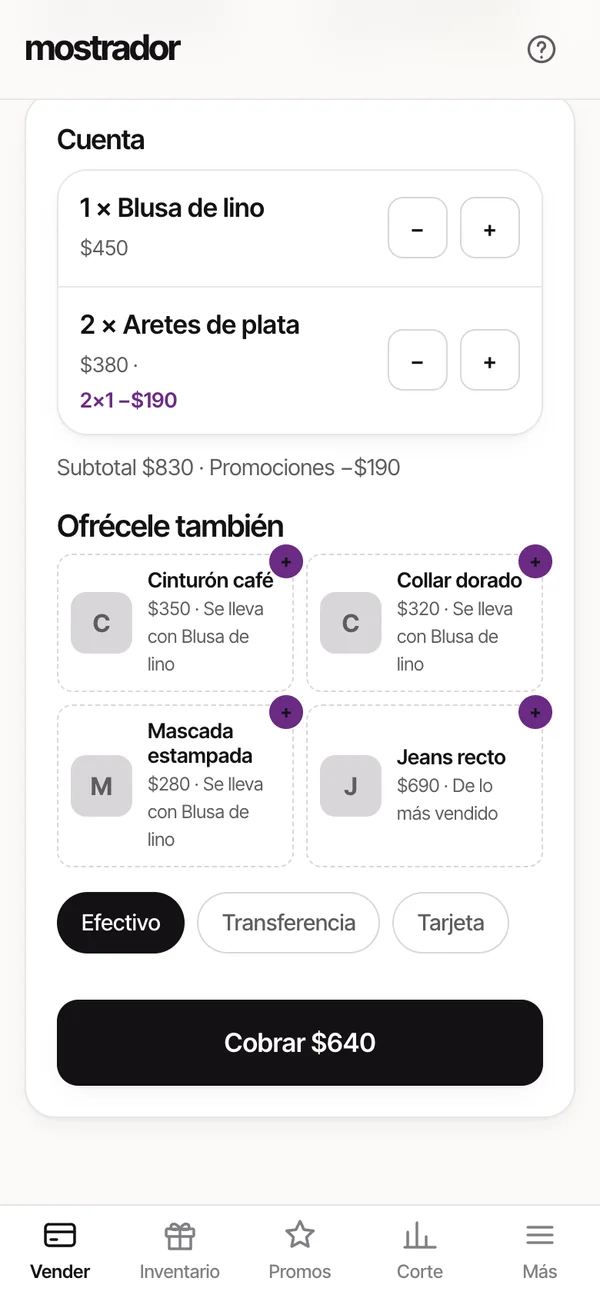 mostrador
Cuenta
1 × Blusa de lino
$450
−
+
2 × Aretes de plata
$380 ·
2×1 −$190
−
+
Subtotal $830 · Promociones −$190
Ofrécele también
+
C
Cinturón café
$350 · Se lleva
con Blusa de
lino
+
C
Collar dorado
$320 · Se lleva
con Blusa de
lino
+
M
Mascada
estampada
$280 · Se lleva
con Blusa de
lino
+
J
Jeans recto
$690 · De lo
más vendido
Efectivo
Transferencia
Tarjeta
Cobrar $640
Vender
Inventario
Promos
Corte
Más